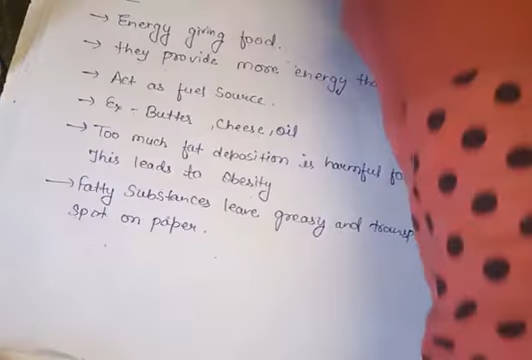 → Energy giving food.
→ they provide more energy
→ Act as fuel source.
→ Ex - Butter, Cheese, oil
→ Too much fat deposition is harmful
This leads to Obesity
→ Fatty Substances leave greasy and
spot on paper.